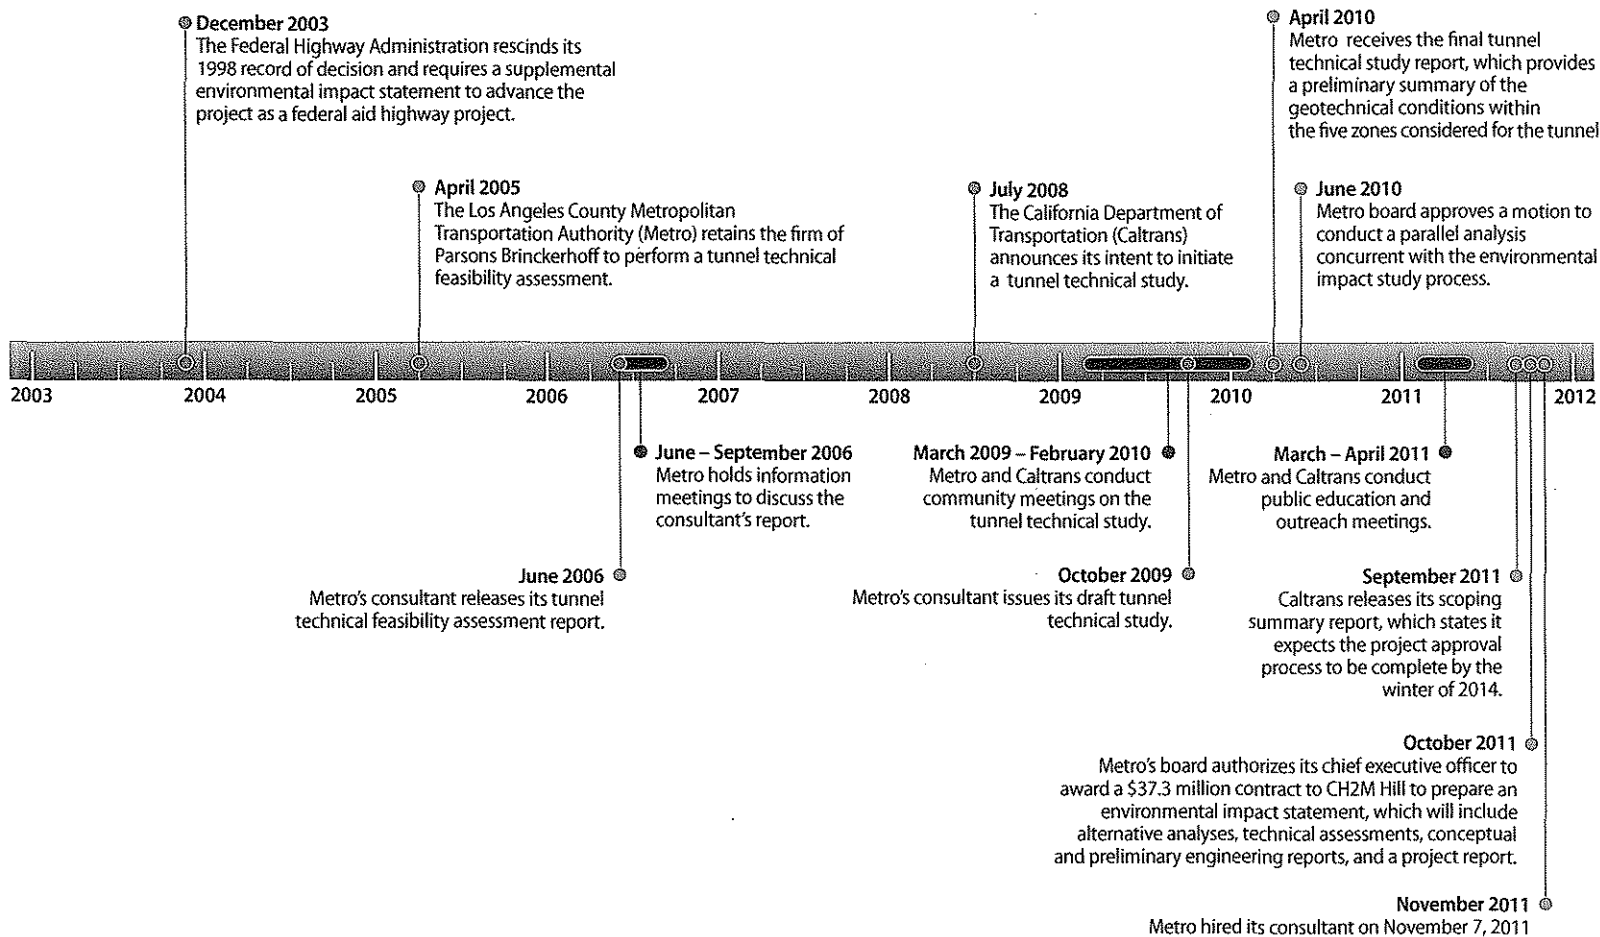 December 2003
The Federal Highway Administration rescinds its
1998 record of decision and requires a supplemental
environmental impact statement to advance the
project as a federal aid highway project.
April 2010
Metro receives the final tunnel
technical study report, which provides
a preliminary summary of the
geotechnical conditions within
the five zones considered for the tunnel
April 2005
The Los Angeles County Metropolitan
Transportation Authority (Metro) retains the firm of
Parsons Brinckerhoff to perform a tunnel technical
feasibility assessment.
July 2008
The California Department of
Transportation (Caltrans)
announces its intent to initiate
a tunnel technical study.
June 2010
Metro board approves a motion to
conduct a parallel analysis
concurrent with the environmental
impact study process.
2003 2004 2005 2006 2007 2008 2009 2010 2011 2012
June – September 2006
Metro holds information
meetings to discuss the
consultant's report.
March 2009 – February 2010
Metro and Caltrans conduct
community meetings on the
tunnel technical study.
March – April 2011
Metro and Caltrans conduct
public education and
outreach meetings.
June 2006
Metro's consultant releases its tunnel
technical feasibility assessment report.
October 2009
Metro's consultant issues its draft tunnel
technical study.
September 2011
Caltrans releases its scoping
summary report, which states it
expects the project approval
process to be complete by the
winter of 2014.
October 2011
Metro's board authorizes its chief executive officer to
award a $37.3 million contract to CH2M Hill to prepare an
environmental impact statement, which will include
alternative analyses, technical assessments, conceptual
and preliminary engineering reports, and a project report.
November 2011
Metro hired its consultant on November 7, 2011